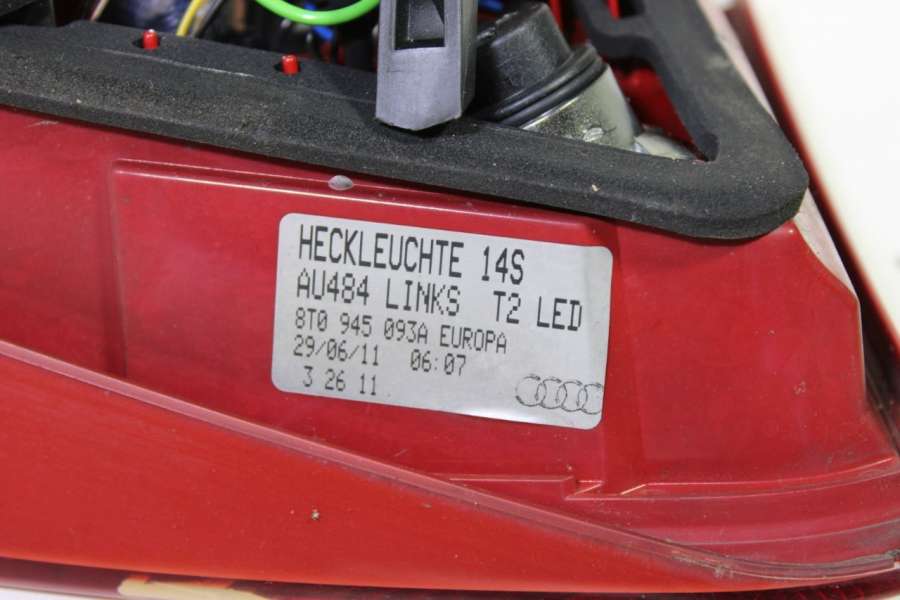 HECKLEUCHTE 14S
AU484 LINKS T2 LED
8T0 945 093A EUROPA
29/06/11 06:07
3 26 11